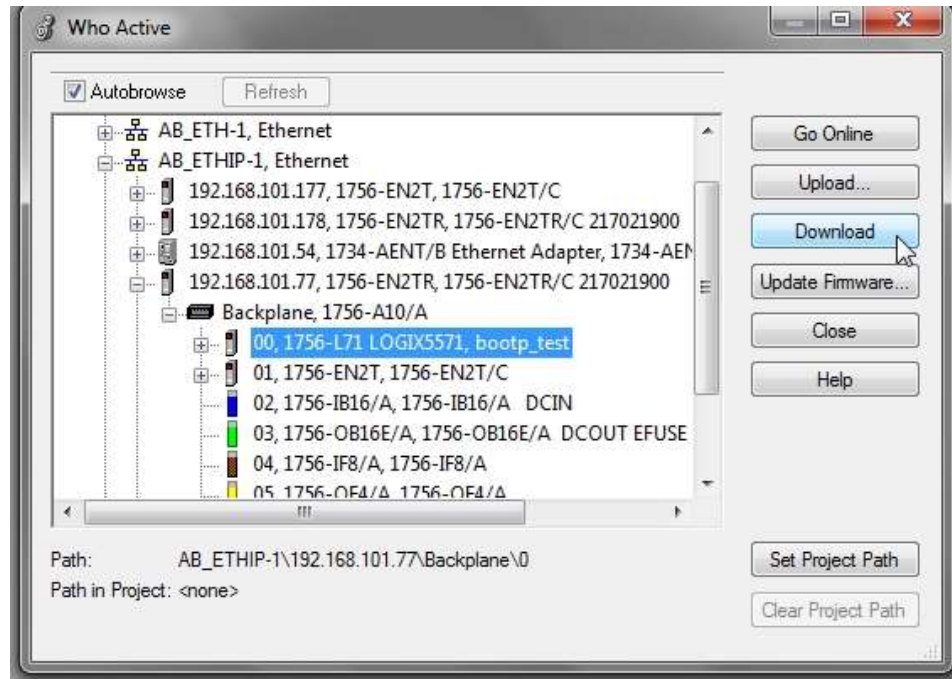 Who Active
Autobrowse
Refresh
AB_ETH-1, Ethernet
AB_ETHIP-1, Ethernet
192.168.101.177, 1756-EN2T, 1756-EN2T/C
192.168.101.178, 1756-EN2TR, 1756-EN2TR/C 217021900
192.168.101.54, 1734-AENT/B Ethernet Adapter, 1734-AEN
192.168.101.77, 1756-EN2TR, 1756-EN2TR/C 217021900
Backplane, 1756-A10/A
00, 1756-L71 LOGIX5571, bootp_test
01, 1756-EN2T, 1756-EN2T/C
02, 1756-IB16/A, 1756-IB16/A DCIN
03, 1756-OB16E/A, 1756-OB16E/A DCOUT EFUSE
04, 1756-IF8/A, 1756-IF8/A
05, 1756-OF4/A, 1756-OF4/A
Go Online
Upload...
Download
Update Firmware...
Close
Help
Path: AB_ETHIP-1\192.168.101.77\Backplane\0
Path in Project: <none>
Set Project Path
Clear Project Path